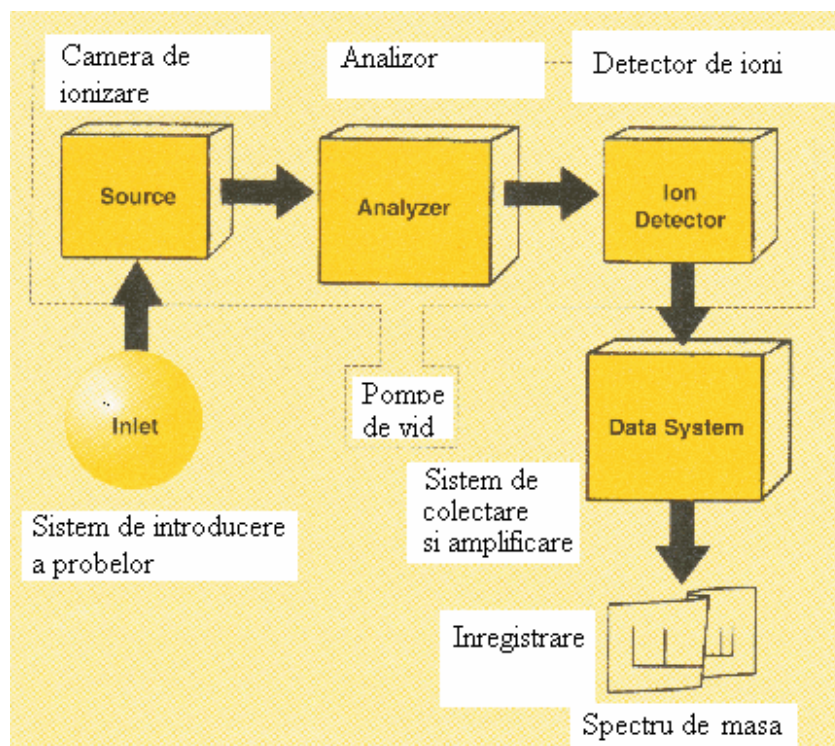 Camera de
ionizare
Analizor
Detector de ioni
Source
Analyzer
Ion
Detector
Inlet
Pompe
de vid
Data System
Sistem de introducere
a probelor
Sistem de
colectare
si amplificare
Inregistrare
Spectru de masa